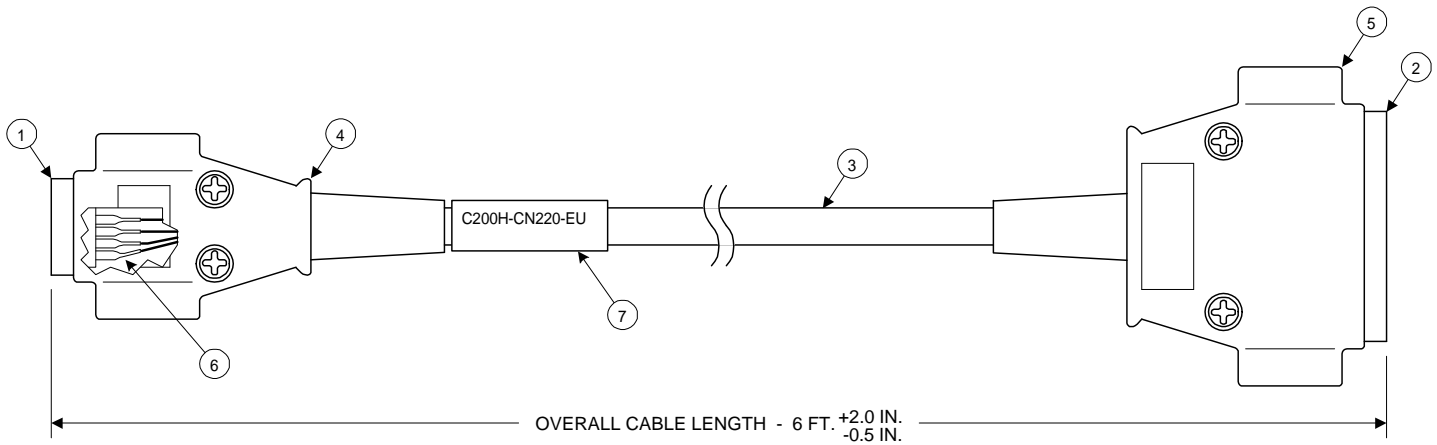 5
2
1
4
3
C200H-CN220-EU
7
6
OVERALL CABLE LENGTH - 6 FT. +2.0 IN.
-0.5 IN.